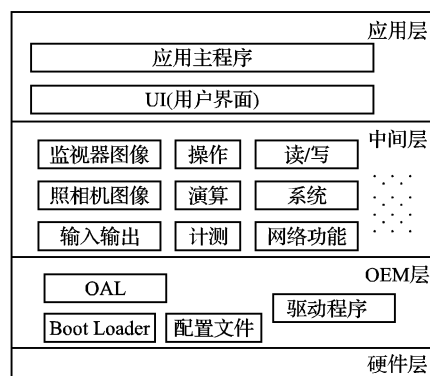 应用层
应用主程序
UI(用户界面)
中间层
监视器图像 操作 读/写
照相机图像 演算 系统
输入输出 计测 网络功能
OEM层
OAL
驱动程序
Boot Loader 配置文件
硬件层